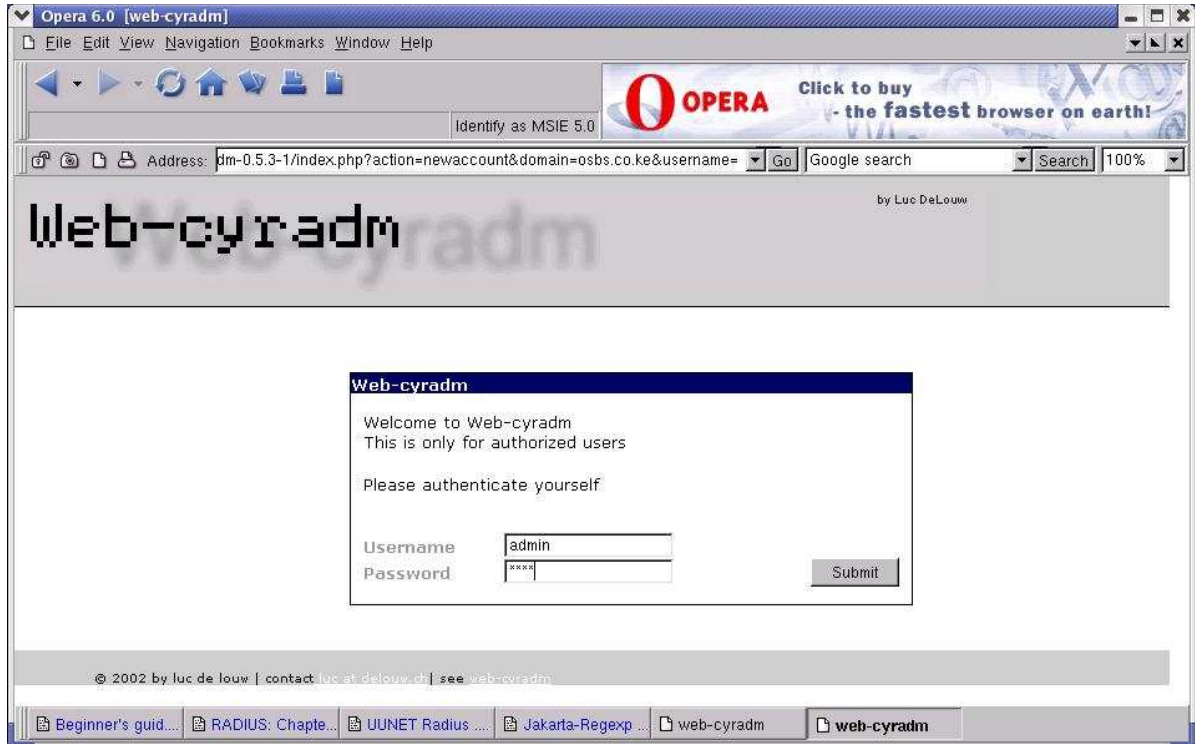 Opera 6.0 [web-cyradm]
File Edit View Navigation Bookmarks Window Help
OPERA
Click to buy
- the fastest browser on earth!
Identify as MSIE 5.0
Address: dm-0.5.3-1/index.php?action=newaccount&domain=osbs.co.ke&username= Go Google search Search 100%
Web-cyradm
by Luc DeLouw
Web-cyradm
Welcome to Web-cyradm
This is only for authorized users
Please authenticate yourself
Username admin
Password ****
Submit
© 2002 by luc de louw | contact luc at delouw.ch | see web-cyradm
Beginner's guid.... RADIUS: Chapte... UUNET Radius .... Jakarta-Regexp ... web-cyradm web-cyradm